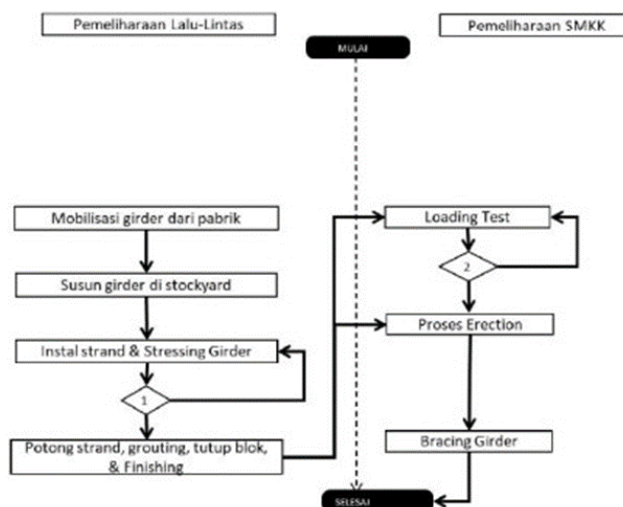 Pemeliharaan Lalu-Lintas
MULAI
Pemeliharaan SMKK
Mobilisasi girder dari pabrik
Susun girder di stockyard
Instal strand & Stressing Girder
1
Potong strand, grouting, tutup blok,
& Finishing
Loading Test
2
Proses Erection
Bracing Girder
SELESAI